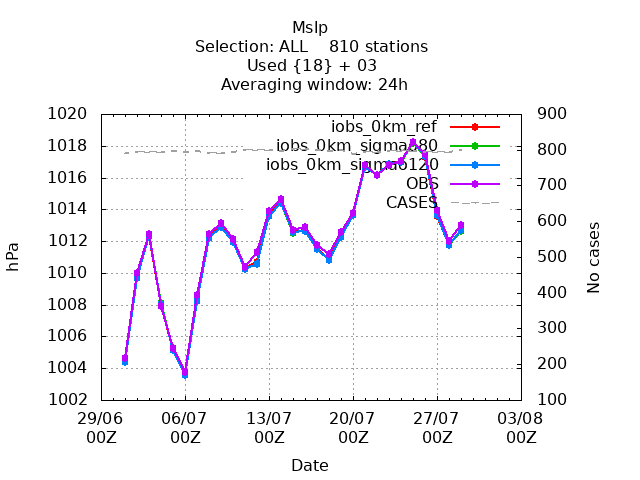 Mslp
Selection: ALL 810 stations
Used {18} + 03
Averaging window: 24h
1020
1018
1016
1014
1012
1010
1008
1006
1004
1002
hPa
900
800
700
600
500
400
300
200
100
No cases
iobs_0km_ref
iobs_0km_sigmao80
iobs_0km_sigmao120
OBS
CASES
29/06 06/07 13/07 20/07 27/07 03/08
00Z 00Z 00Z 00Z 00Z 00Z
Date